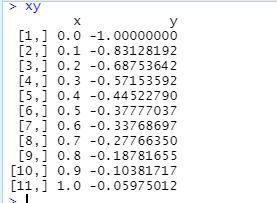 > xy
x y
[1,] 0.0 -1.00000000
[2,] 0.1 -0.83128192
[3,] 0.2 -0.68753642
[4,] 0.3 -0.57153592
[5,] 0.4 -0.44522790
[6,] 0.5 -0.37777037
[7,] 0.6 -0.33768697
[8,] 0.7 -0.27766350
[9,] 0.8 -0.18781655
[10,] 0.9 -0.10381717
[11,] 1.0 -0.05975012
>